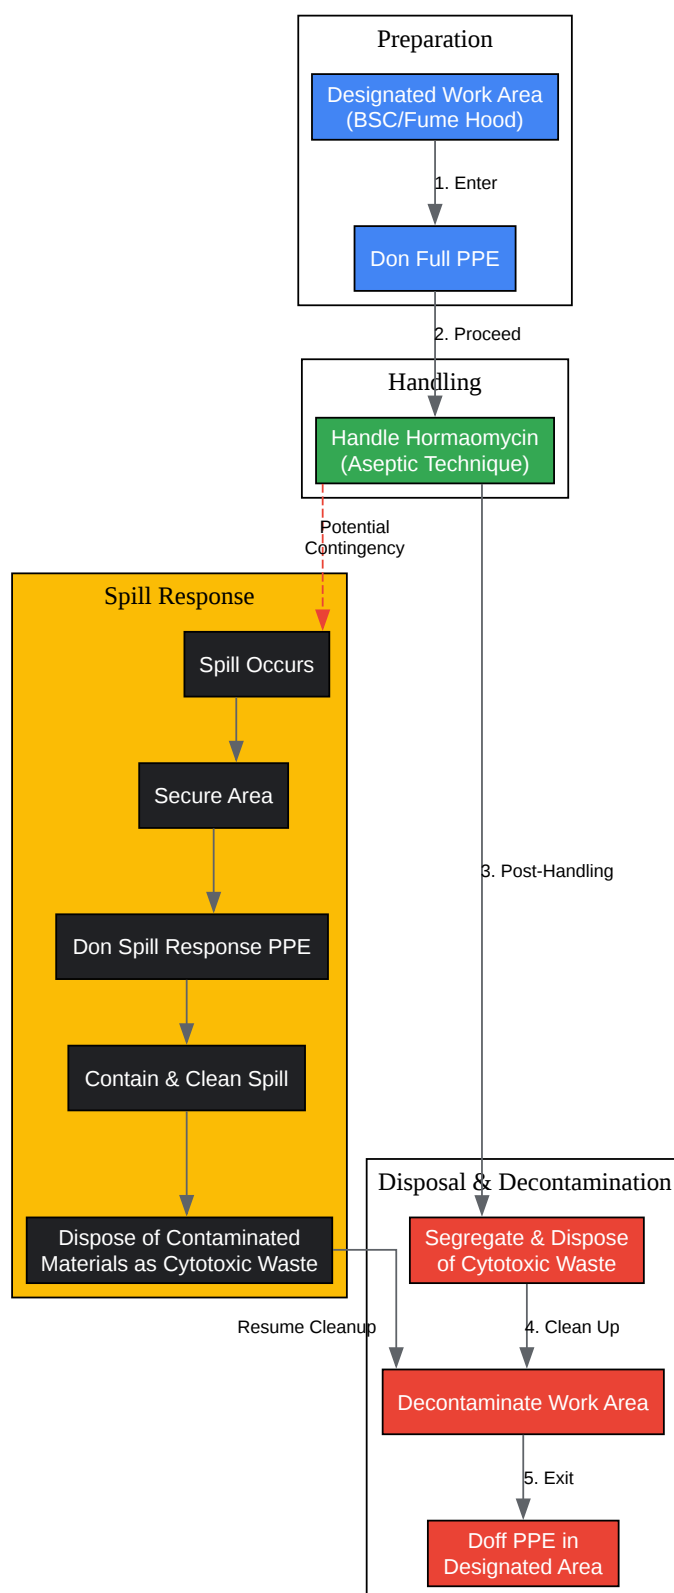 Preparation
Designated Work Area
(BSC/Fume Hood)
1. Enter
Don Full PPE
2. Proceed
Handling
Handle Hormaomycin
(Aseptic Technique)
Potential
Contingency
Spill Response
Spill Occurs
Secure Area
Don Spill Response PPE
Contain & Clean Spill
Dispose of Contaminated
Materials as Cytotoxic Waste
3. Post-Handling
Disposal & Decontamination
Segregate & Dispose
of Cytotoxic Waste
Resume Cleanup
4. Clean Up
Decontaminate Work Area
5. Exit
Doff PPE in
Designated Area